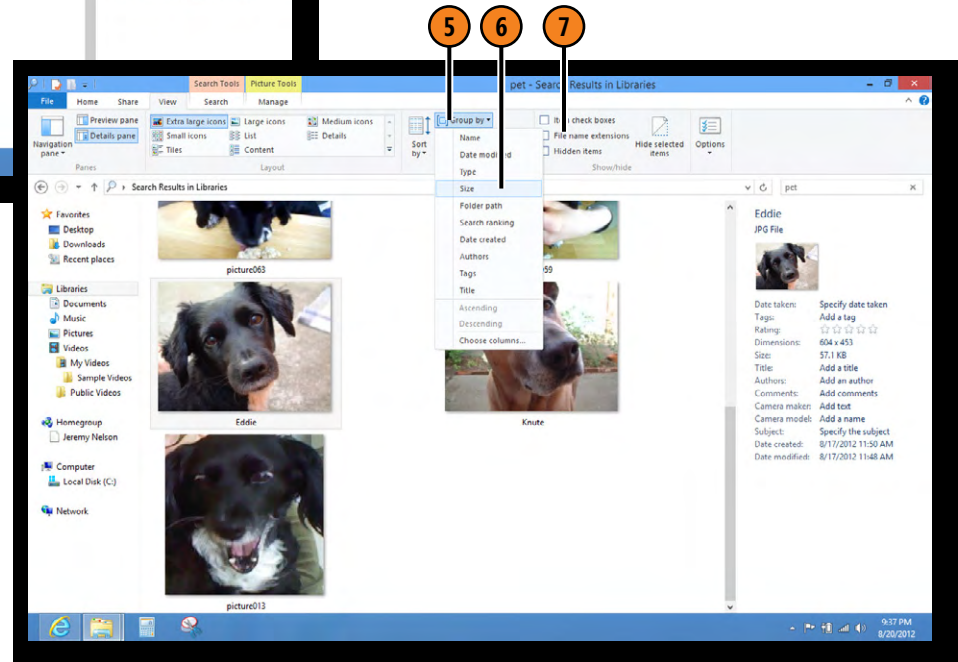 5 6 7
Search Tools Picture Tools pet - Search Results in Libraries
File Home Share View Search Manage
Preview pane Extra large icons Large icons Medium icons Group by Item check boxes
Details pane Small icons List Details File name extensions
Navigation pane Tiles Content Sort by Hidden items Hide selected items Options
Panes Layout Show/hide
Search Results in Libraries pet
Name
Date modified
Type
Size
Folder path
Search ranking
Date created
Authors
Tags
Title
Ascending
Descending
Choose columns...
Favorites
Desktop
Downloads
Recent places
Libraries
Documents
Music
Pictures
Videos
My Videos
Sample Videos
Public Videos
Homegroup
Jeremy Nelson
Computer
Local Disk (C:)
Network
picture063 59
Eddie Knute
picture013
Eddie
JPG File
Date taken: Specify date taken
Tags: Add a tag
Rating:
Dimensions: 604 x 453
Size: 57.1 KB
Title: Add a title
Authors: Add an author
Comments: Add comments
Camera maker: Add text
Camera model: Add a name
Subject: Specify the subject
Date created: 8/17/2012 11:50 AM
Date modified: 8/17/2012 11:48 AM
9:37 PM
8/20/2012